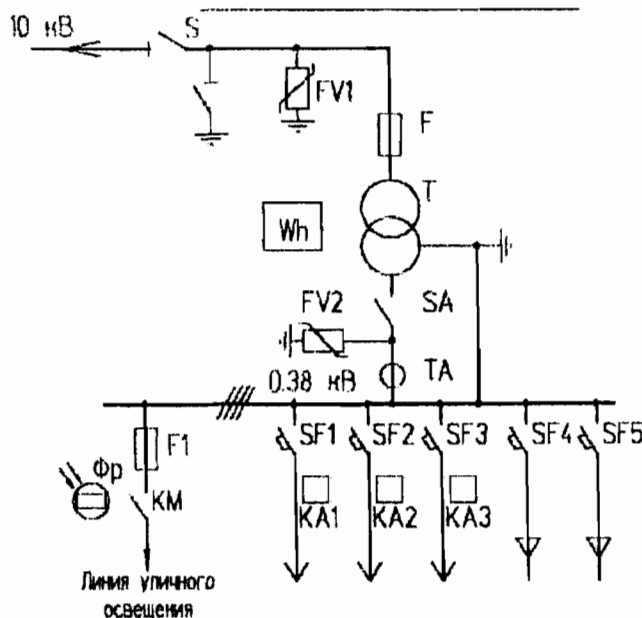 10 кВ
S
FV1
F
T
Wh
FV2
SA
0.38 кВ
TA
F1
SF1
SF2
SF3
SF4
SF5
Фр
КМ
KA1
KA2
KA3
Линия уличного
освещения